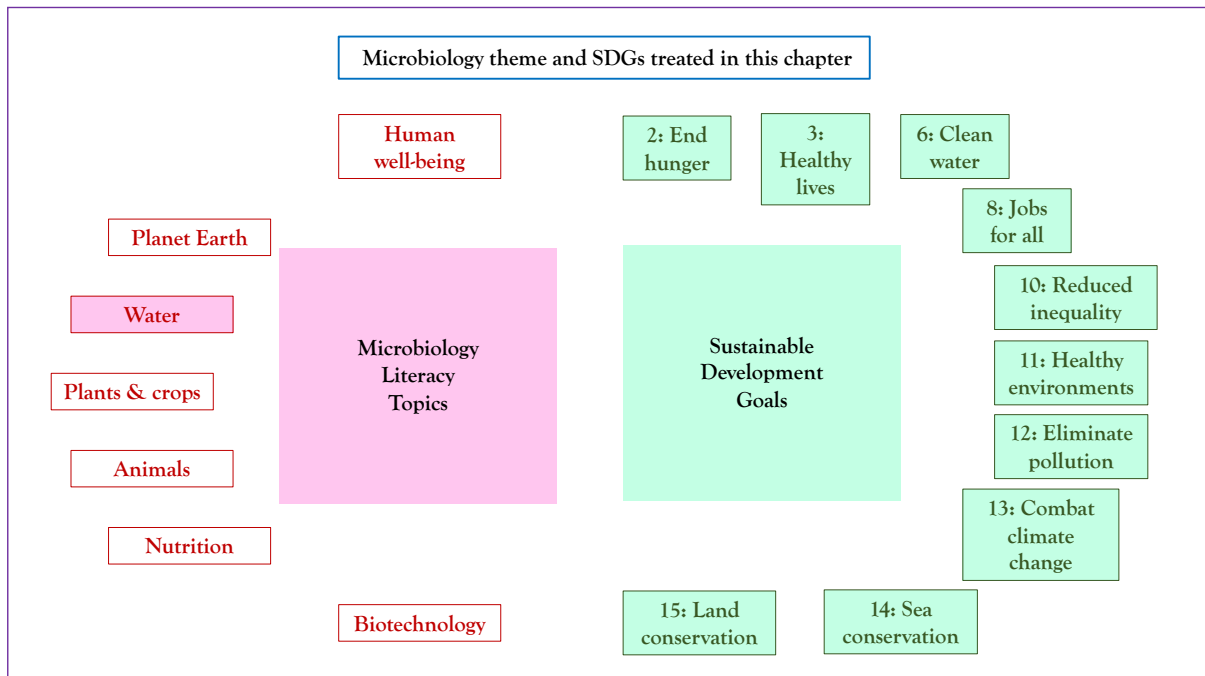 Microbiology theme and SDGs treated in this chapter
Human
well-being
Planet Earth
Water
Plants & crops
Animals
Nutrition
Biotechnology
Microbiology
Literacy
Topics
Sustainable
Development
Goals
2: End
hunger
3:
Healthy
lives
6: Clean
water
8: Jobs
for all
10: Reduced
inequality
11: Healthy
environments
12: Eliminate
pollution
13: Combat
climate
change
14: Sea
conservation
15: Land
conservation